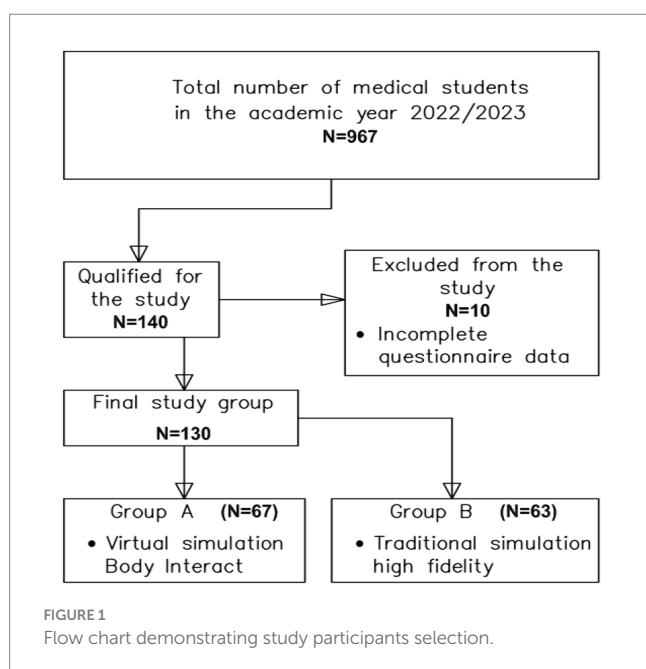 Total number of medical students
in the academic year 2022/2023
N=967
Qualified for
the study
N=140
Excluded from the
study
N=10
• Incomplete
questionnaire data
Final study group
N=130
Group A (N=67)
• Virtual simulation
Body Interact
Group B (N=63)
• Traditional simulation
high fidelity
FIGURE 1
Flow chart demonstrating study participants selection.